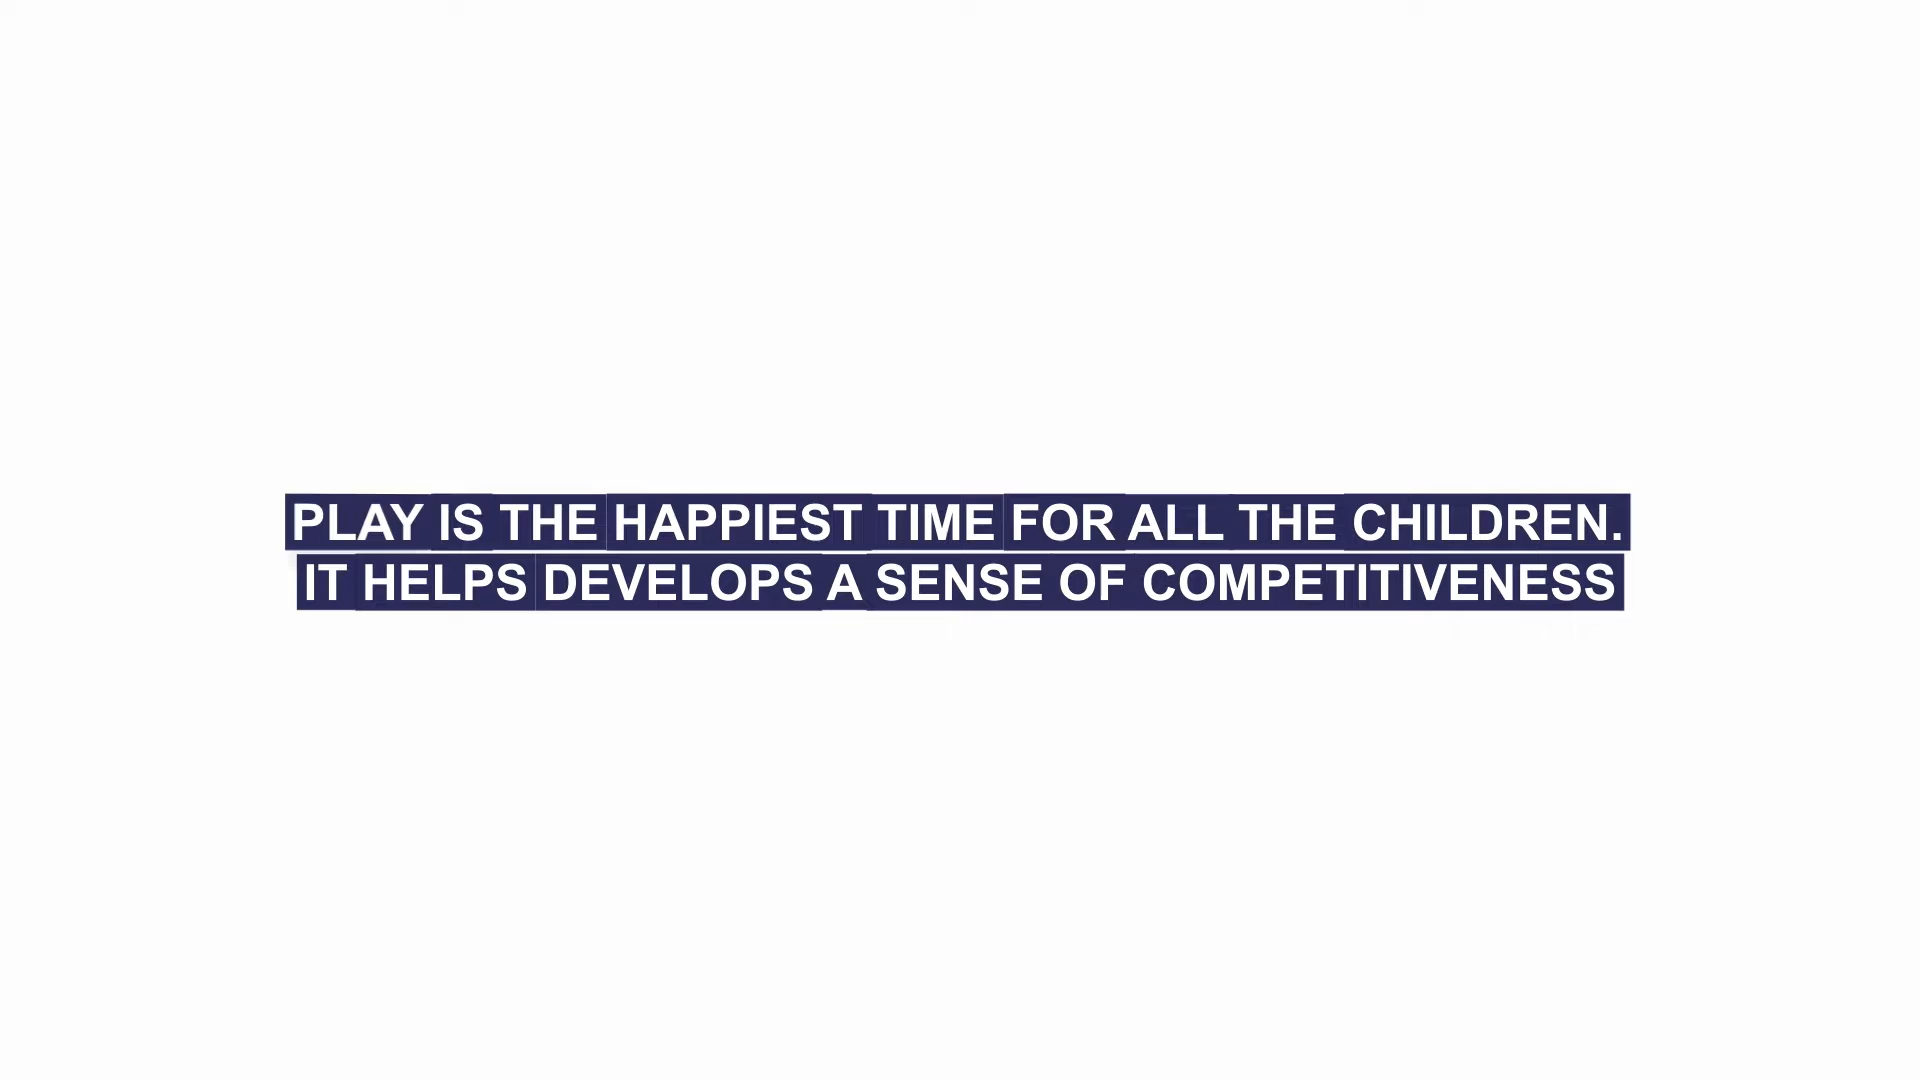 PLAY IS THE HAPPIEST TIME FOR ALL THE CHILDREN.
IT HELPS DEVELOPS A SENSE OF COMPETITIVENESS